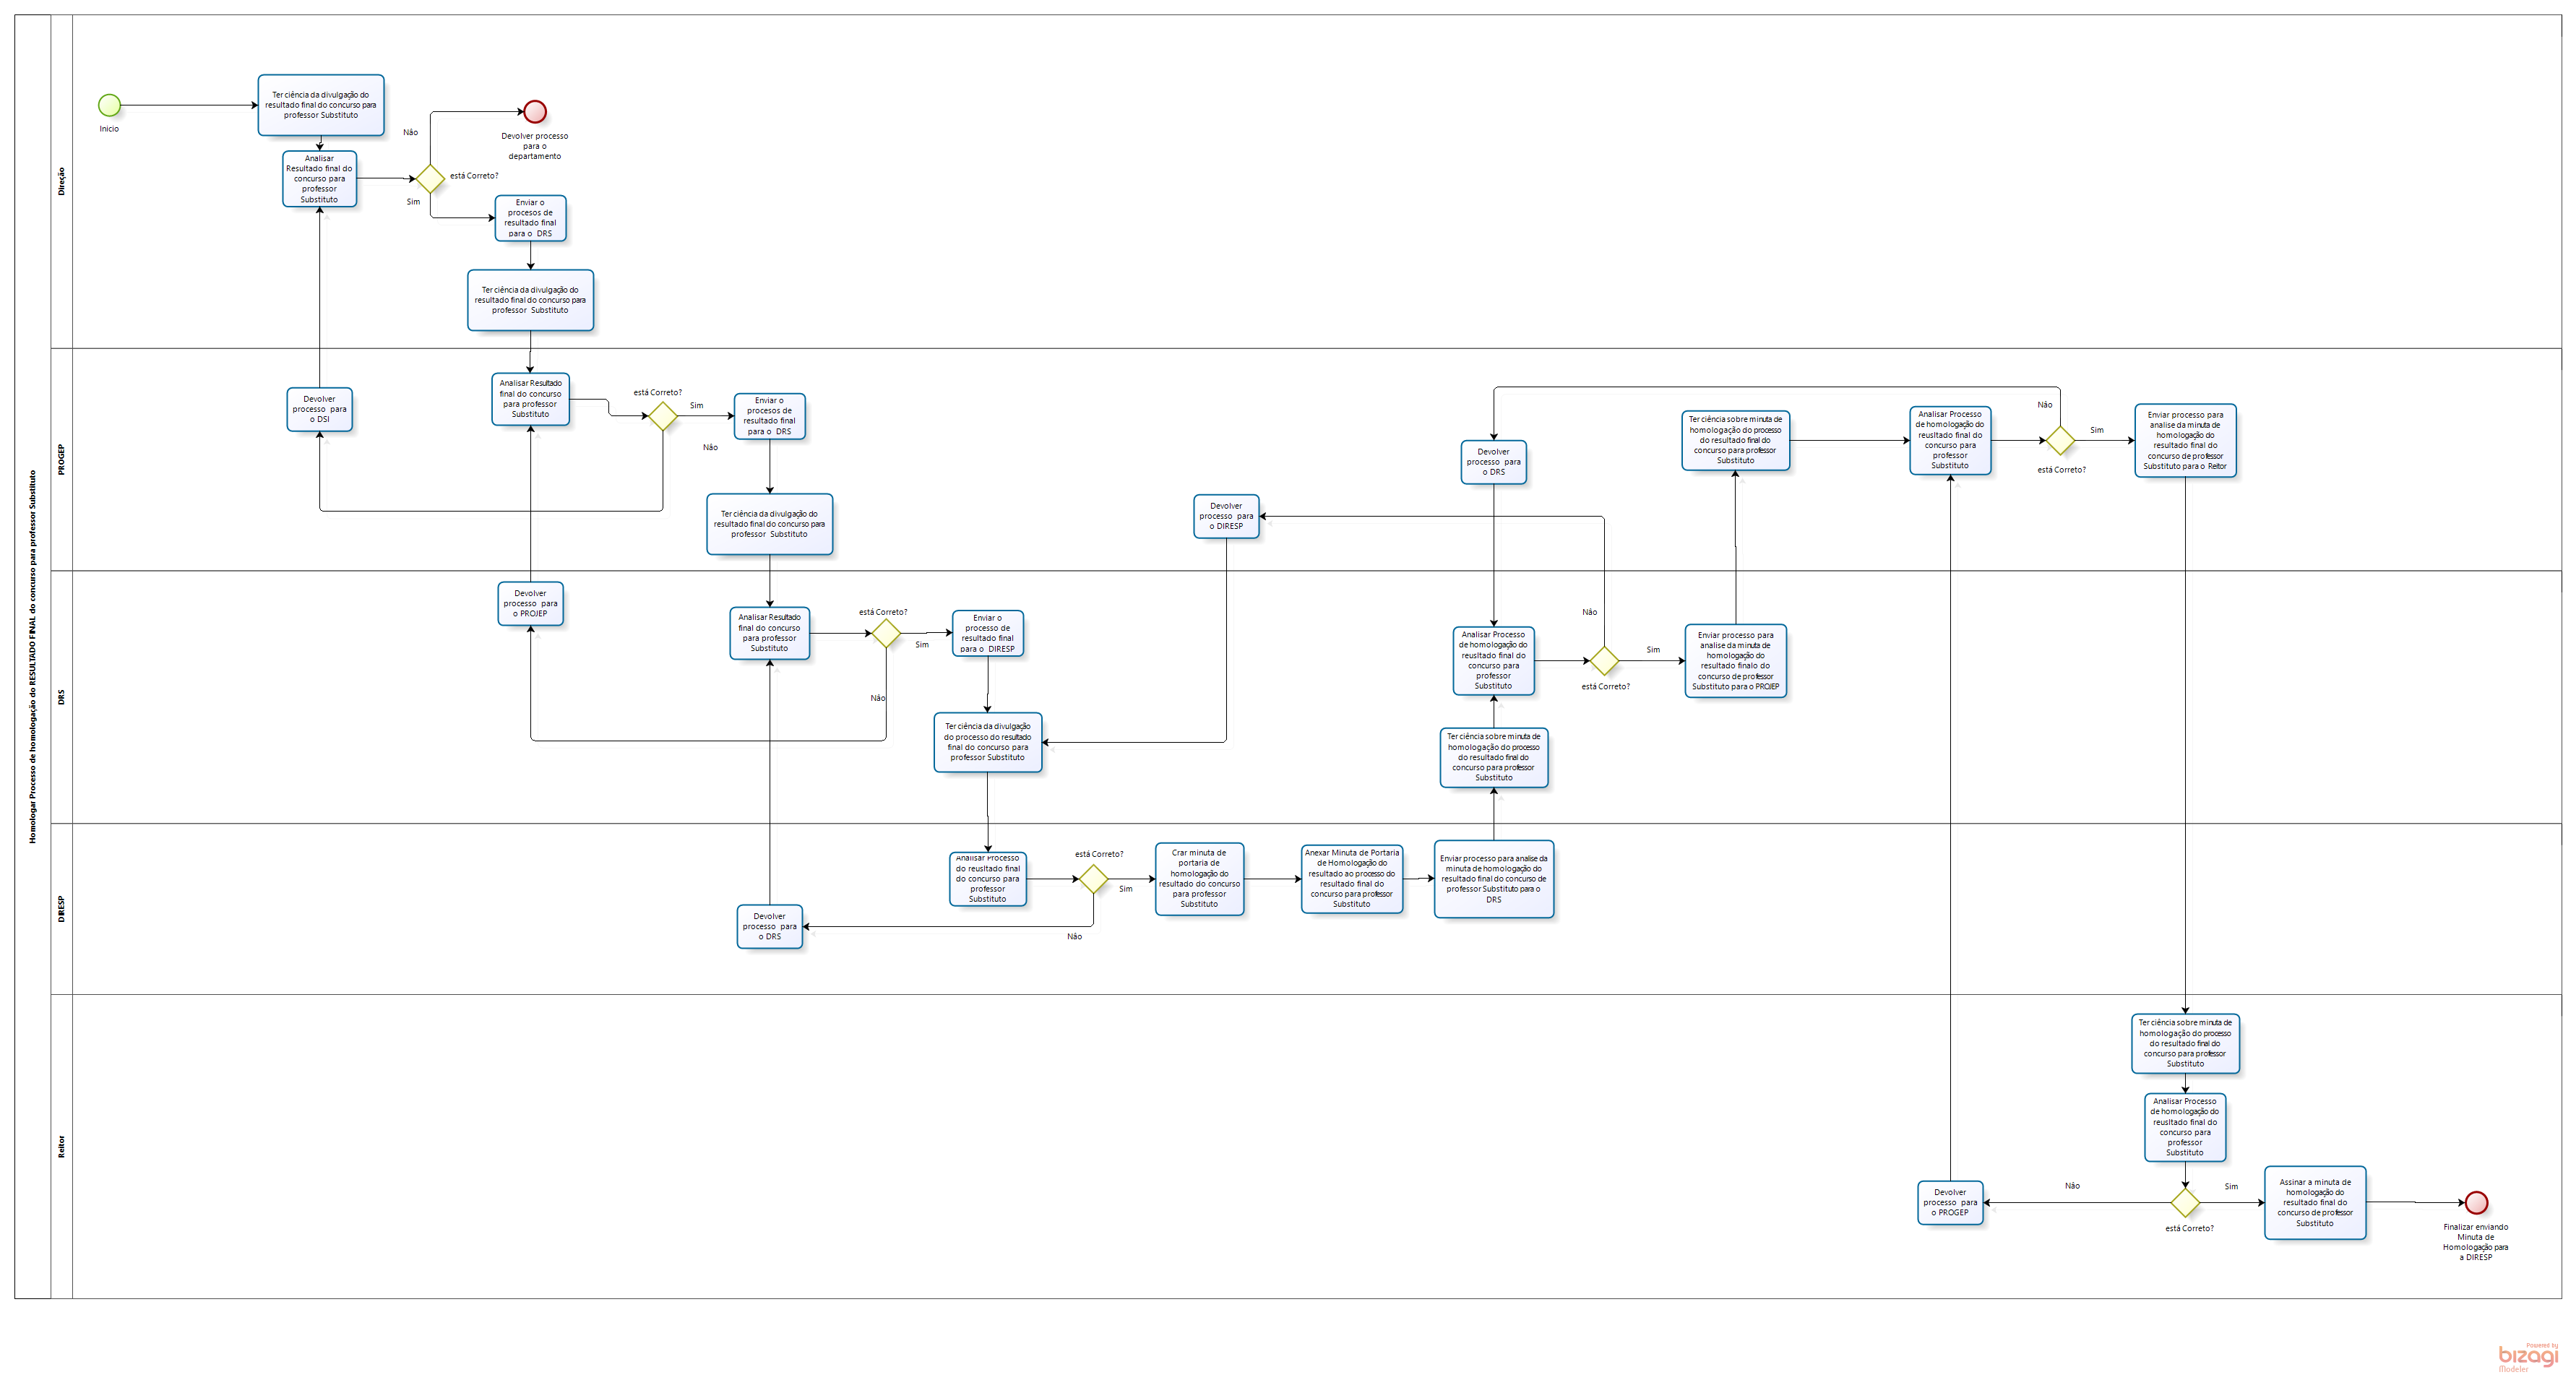 Homologar Processo de homologação do RESULTADO FINAL do concurso para professor Substituto
Direção
Inicio
Ter ciência da divulgação do
resultado final do concurso para
professor Substituto
Analisar
Resultado final do
concurso para
professor
Substituto
Não
está Correto?
Sim
Devolver processo
para o
departamento
Enviar o
procesos de
resultado final
para o DRS
Ter ciência da divulgação do
resultado final do concurso para
professor Substituto
PROGEP
Devolver
processo para
o DSI
Analisar Resultado
final do concurso
para professor
Substituto
está Correto?
Sim
Não
Enviar o
procesos de
resultado final
para o DRS
Ter ciência da divulgação do
resultado final do concurso para
professor Substituto
Devolver
processo para
o DIRESP
Devolver
processo para
o DRS
Ter ciência sobre minuta de
homologação do processo
do resultado final do
concurso para professor
Substituto
Analisar Processo
de homologação do
reusltado final do
concurso para
professor
Substituto
Não
está Correto?
Sim
Enviar processo para
analise da minuta de
homologação do
resultado final do
concurso de professor
Substituto para o Reitor
DRS
Devolver
processo para
o PROJEP
Analisar Resultado
final do concurso
para professor
Substituto
está Correto?
Sim
Não
Enviar o
processo de
resultado final
para o DIRESP
Ter ciência da divulgação
do processo do resultado
final do concurso para
professor Substituto
Analisar Processo
de homologação do
reusltado final do
concurso para
professor
Substituto
Não
está Correto?
Sim
Enviar processo para
analise da minuta de
homologação do
resultado finalo do
concurso de professor
Substituto para o PROJEP
Ter ciência sobre minuta de
homologação do processo
do resultado final do
concurso para professor
Substituto
DIRESP
Devolver
processo para
o DRS
Analisar Processo
do reusltado final
do concurso para
professor
Substituto
está Correto?
Sim
Não
Crar minuta de
portaria de
homologação do
resultado do concurso
para professor
Substituto
Anexar Minuta de Portaria
de Homologação do
resultado ao processo do
resultado final do
concurso para professor
Substituto
Enviar processo para analise da
minuta de homologação do
resultado final do concurso de
professor Substituto para o
DRS
Reitor
Ter ciência sobre minuta de
homologação do processo
do resultado final do
concurso para professor
Substituto
Analisar Processo
de homologação do
reusltado final do
concurso para
professor
Substituto
Devolver
processo para
o PROGEP
Não
está Correto?
Sim
Assinar a minuta de
homologação do
resultado final do
concurso de professor
Substituto
Finalizar enviando
Minuta de
Homologação para
a DIRESP
Powered by
bizagi
Modeler